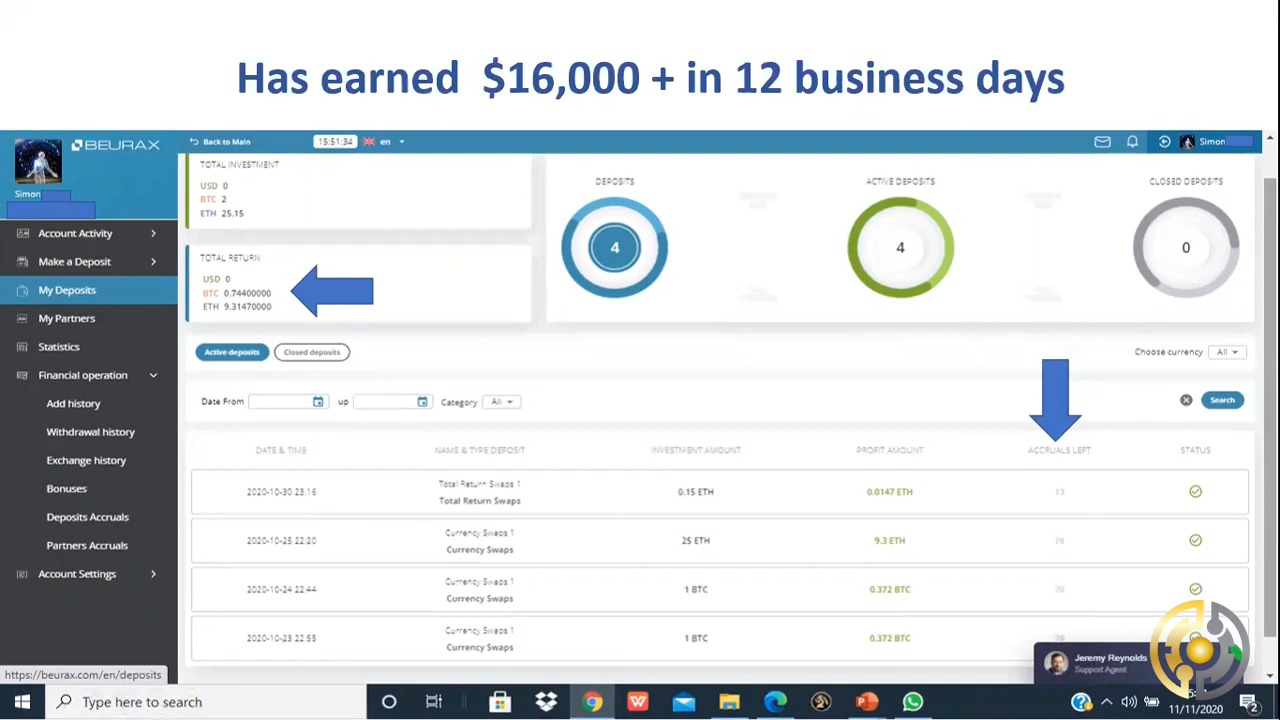 Has earned $16,000 + in 12 business days
BEURAX
Back to Main
15:51:34
en
Simon
Simon
Account Activity
Make a Deposit
My Deposits
My Partners
Statistics
Financial operation
Add history
Withdrawal history
Exchange history
Bonuses
Deposits Accruals
Partners Accruals
Account Settings
TOTAL INVESTMENT
USD 0
BTC 2
ETH 25.15
TOTAL RETURN
USD 0
BTC 0.74400000
ETH 9.31470000
DEPOSITS
4
ACTIVE DEPOSITS
4
CLOSED DEPOSITS
0
Active deposits
Closed deposits
Choose currency
All
Date From
up
Category
All
Search
DATE & TIME NAME & TYPE DEPOSIT INVESTMENT AMOUNT PROFIT AMOUNT ACCRUALS LEFT STATUS
Total Return Swaps 1
2020-10-30 23:16 0.15 ETH 0.0147 ETH 13
Total Return Swaps
Currency Swaps 1
2020-10-25 22:20 25 ETH 9.3 ETH 78
Currency Swaps
Currency Swaps 1
2020-10-24 22:44 1 BTC 0.372 BTC 78
Currency Swaps
Currency Swaps 1
2020-10-23 22:55 1 BTC 0.372 BTC 78
Currency Swaps
Jeremy Reynolds
Support Agent
https://beurax.com/en/deposits
Type here to search
11/11/2020
2